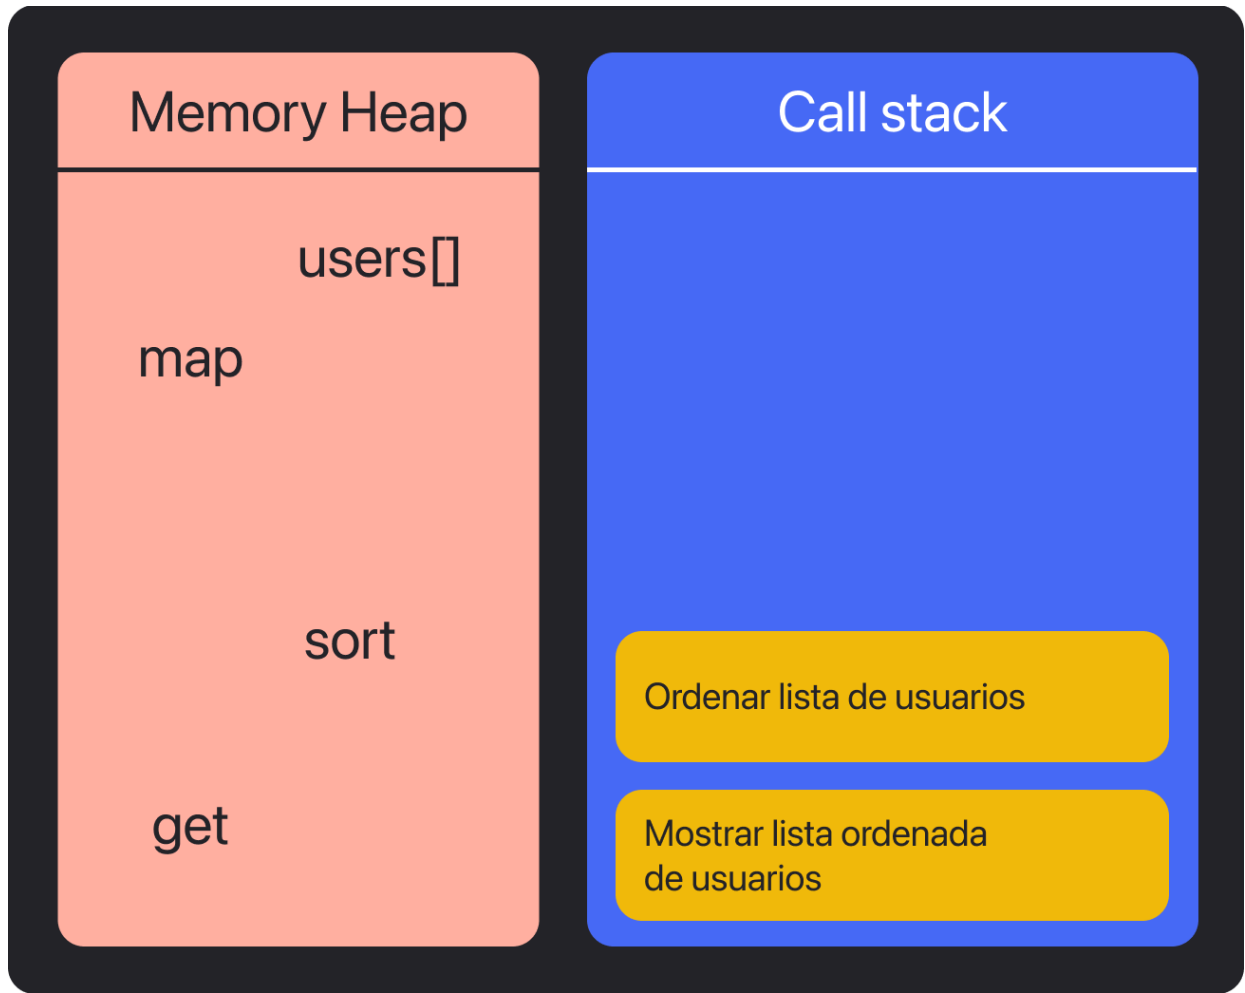 Memory Heap
users[]
map
sort
get
Call stack
Ordenar lista de usuarios
Mostrar lista ordenada
de usuarios